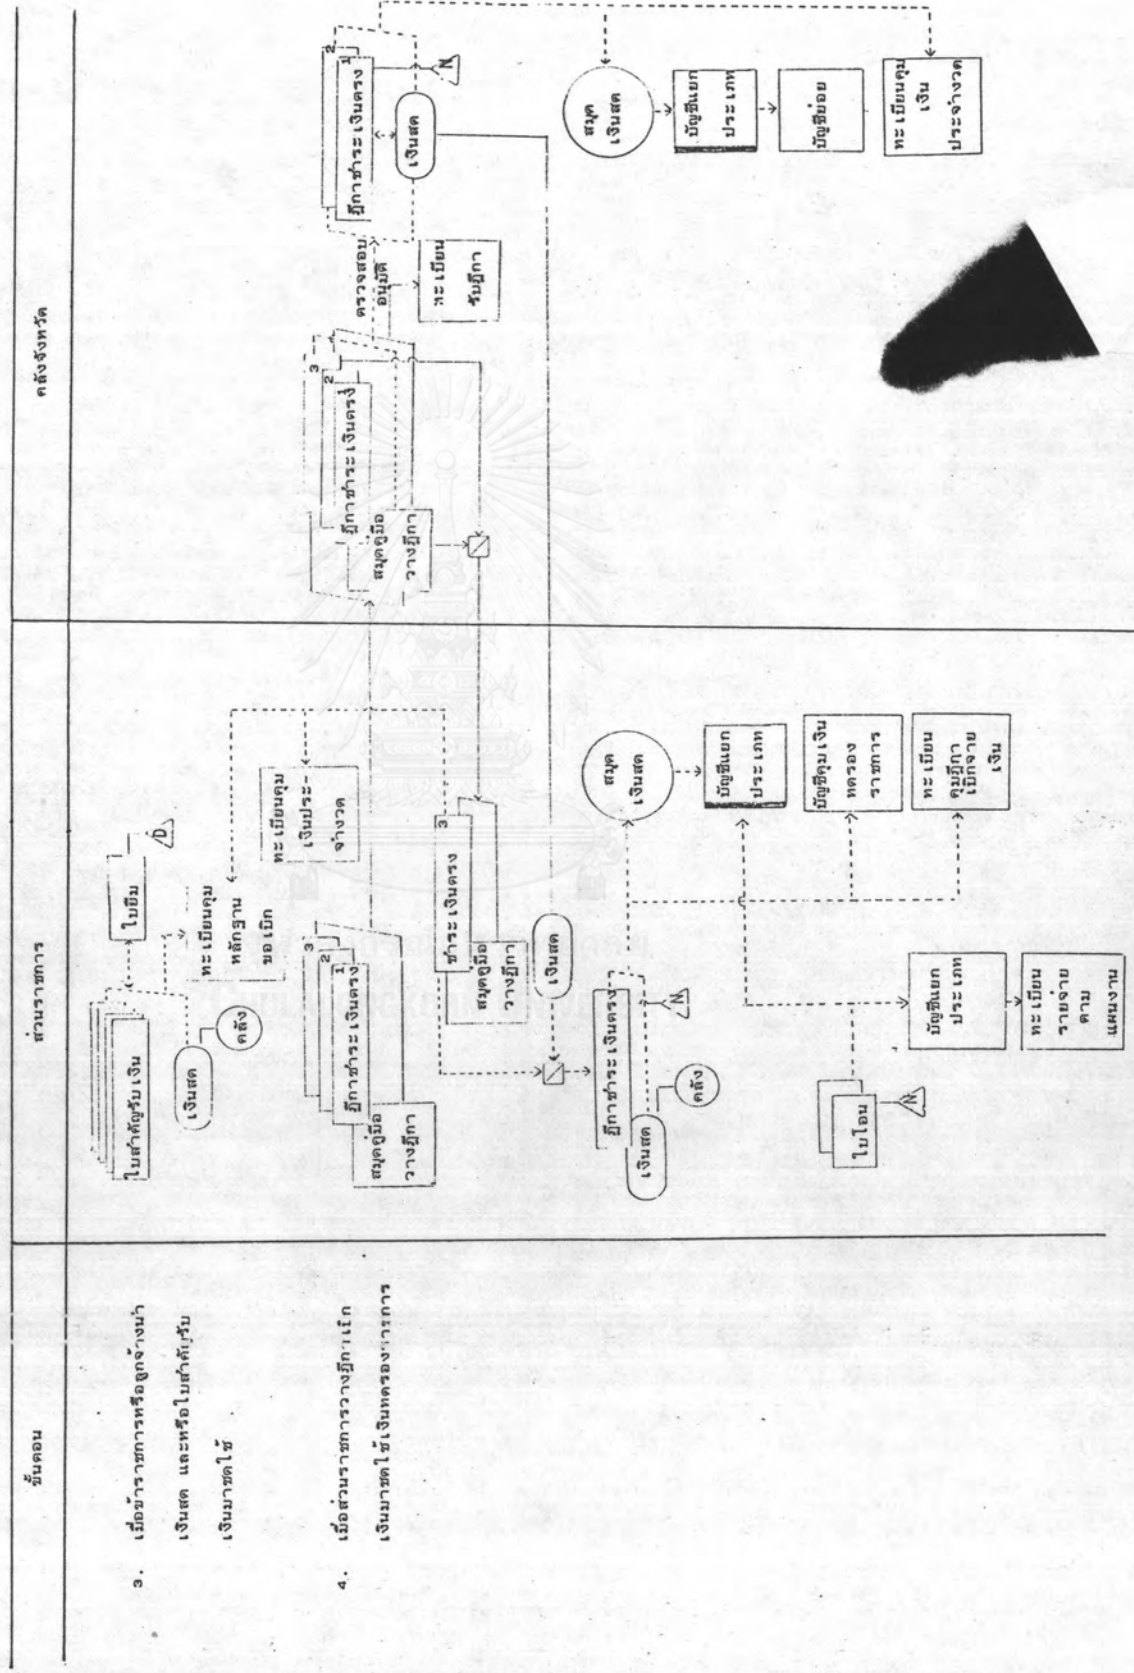 ขั้นตอน
ส่วนราชการ
คลังจังหวัด
3. เมื่อข้าราชการหรือลูกจ้างนำ
เงินสด และหรือใบสำคัญรับ
เงินมาชดใช้
4. เมื่อส่วนราชการวางฎีกาเบิก
เงินมาชดใช้เงินทดรองราชการ
ใบสำคัญรับเงิน
ใบยืม
D
เงินสด
คลัง
ทะเบียนคุม
หลักฐาน
ขอเบิก
ทะเบียนคุม
เงินประ-
จำงวด
3
2
1
ฎีกาสาระเงินตรง
สมุดคู่มือ
วางฎีกา
3
สาระเงินตรง
สมุดคู่มือ
วางฎีกา
เงินสด
ฎีกาสาระเงินตรง
N
เงินสด
คลัง
สมุด
เงินสด
บัญชีแยก
ประเภท
บัญชีคุมเงิน
ทดรอง
ราชการ
ทะเบียน
คุมฎีกา
เบิกจ่าย
เงิน
ใบโอน
N
บัญชีแยก
ประเภท
ทะเบียน
รายจ่าย
ตาม
แผนงาน
3
2
1
ฎีกาสาระเงินตรง
สมุดคู่มือ
วางฎีกา
ตรวจสอบ
อนุมัติ
ทะเบียน
รับฎีกา
2
1
ฎีกาสาระเงินตรง
N
เงินสด
สมุด
เงินสด
บัญชีแยก
ประเภท
บัญชีย่อย
ทะเบียนคุม
เงิน
ประจำงวด